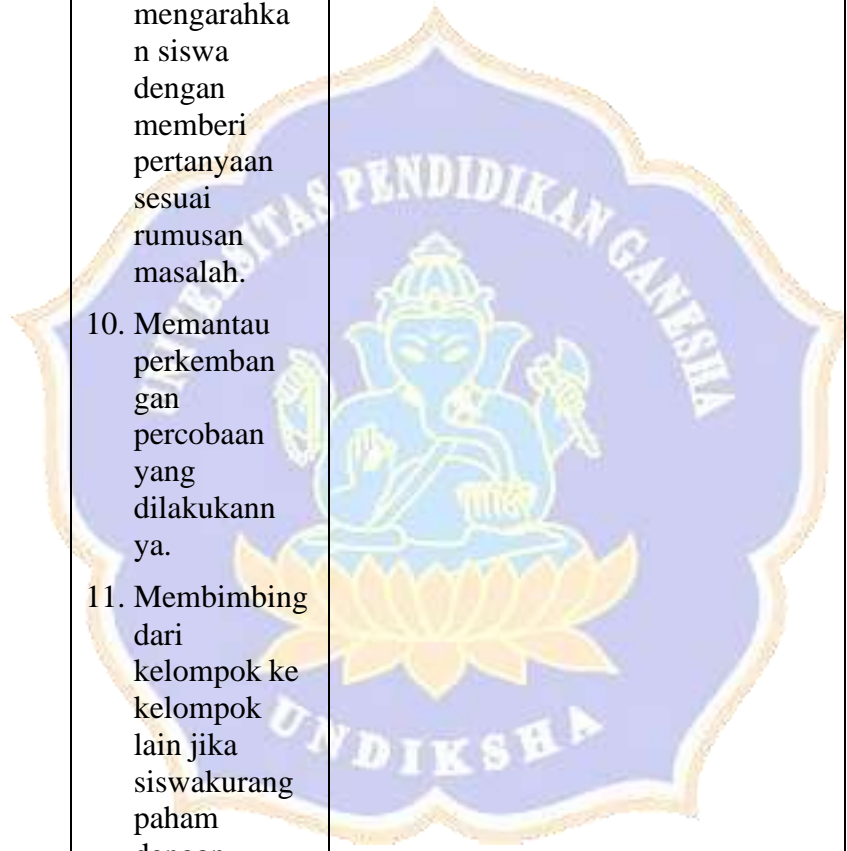 mengarahka
n siswa
dengan
memberi
pertanyaan
sesuai
rumusan
masalah.
10. Memantau
perkemban
gan
percobaan
yang
dilakukann
ya.
11. Membimbing
dari
kelompok ke
kelompok
lain jika
siswakurang
paham
dengan
UNIVERSITAS PENDIDIKAN GANESHA
UNDIKSHA